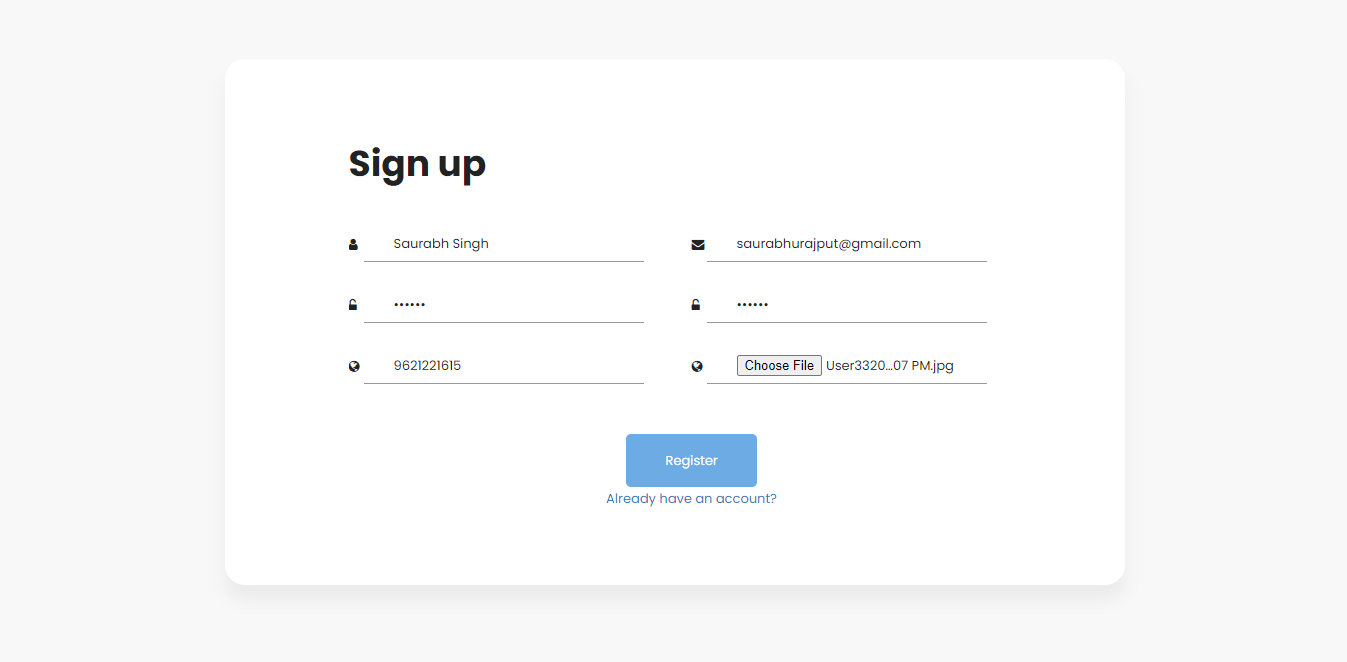 Sign up
Saurabh Singh
saurabhurajput@gmail.com
••••••
••••••
9621221615
Choose File User3320...07 PM.jpg
Register
Already have an account?